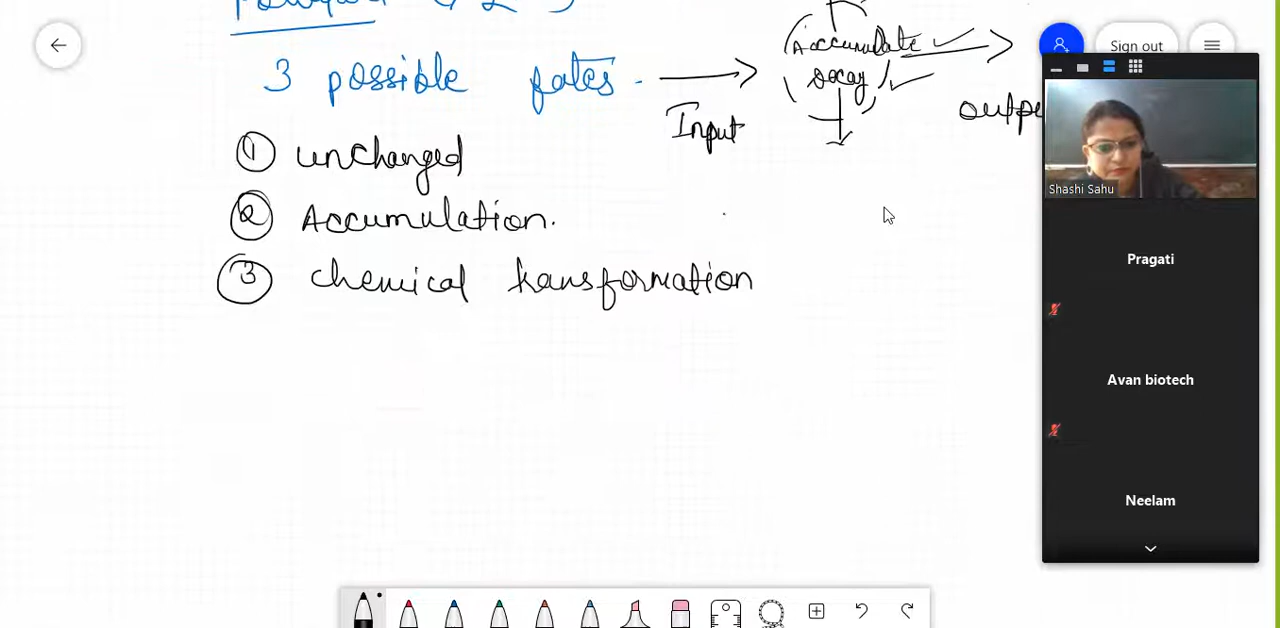 3 possible fates.
Input
Accumulate
Decay
① unchanged
② Accumulation.
③ chemical transformation
Sign out
Shashi Sahu
Pragati
Avan biotech
Neelam